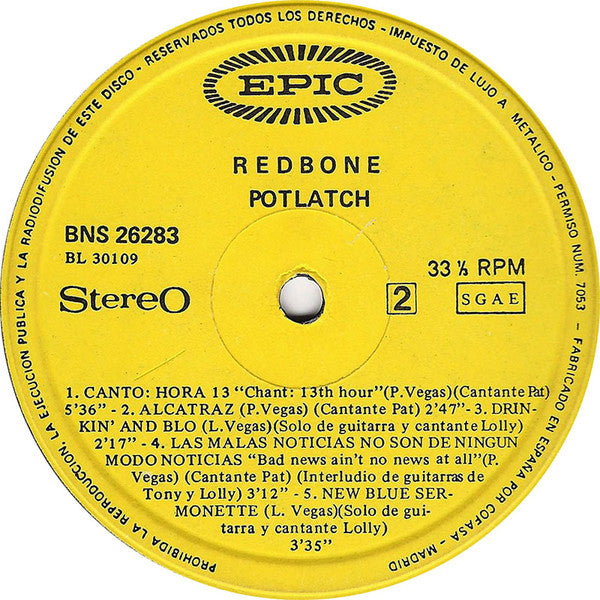 PROHIBIDA LA REPRODUCCION, LA EJECUCION PUBLICA Y LA RADIODIFUSION DE ESTE DISCO - RESERVADOS TODOS LOS DERECHOS - IMPUESTO DE LUJO A METALICO - PERMISO NUM. 7053 - FABRICADO EN ESPAÑA POR COFASA - MADRID
EPIC
REDBONE
POTLATCH
BNS 26283
BL 30109
Stereo
33 ⅓ RPM
2
SGAE
1. CANTO: HORA 13 "Chant: 13th hour"(P. Vegas)(Cantante Pat)
5'36" - 2. ALCATRAZ (P. Vegas) (Cantante Pat) 2'47"- 3. DRIN-
KIN' AND BLO (L. Vegas)(Solo de guitarra y cantante Lolly)
2'17" - 4. LAS MALAS NOTICIAS NO SON DE NINGUN
MODO NOTICIAS "Bad news ain't no news at all"(P.
Vegas) (Cantante Pat) (Interludio de guitarras de
Tony y Lolly) 3'12" - 5. NEW BLUE SER-
MONETTE (L. Vegas)(Solo de gui-
tarra y cantante Lolly)
3'35"